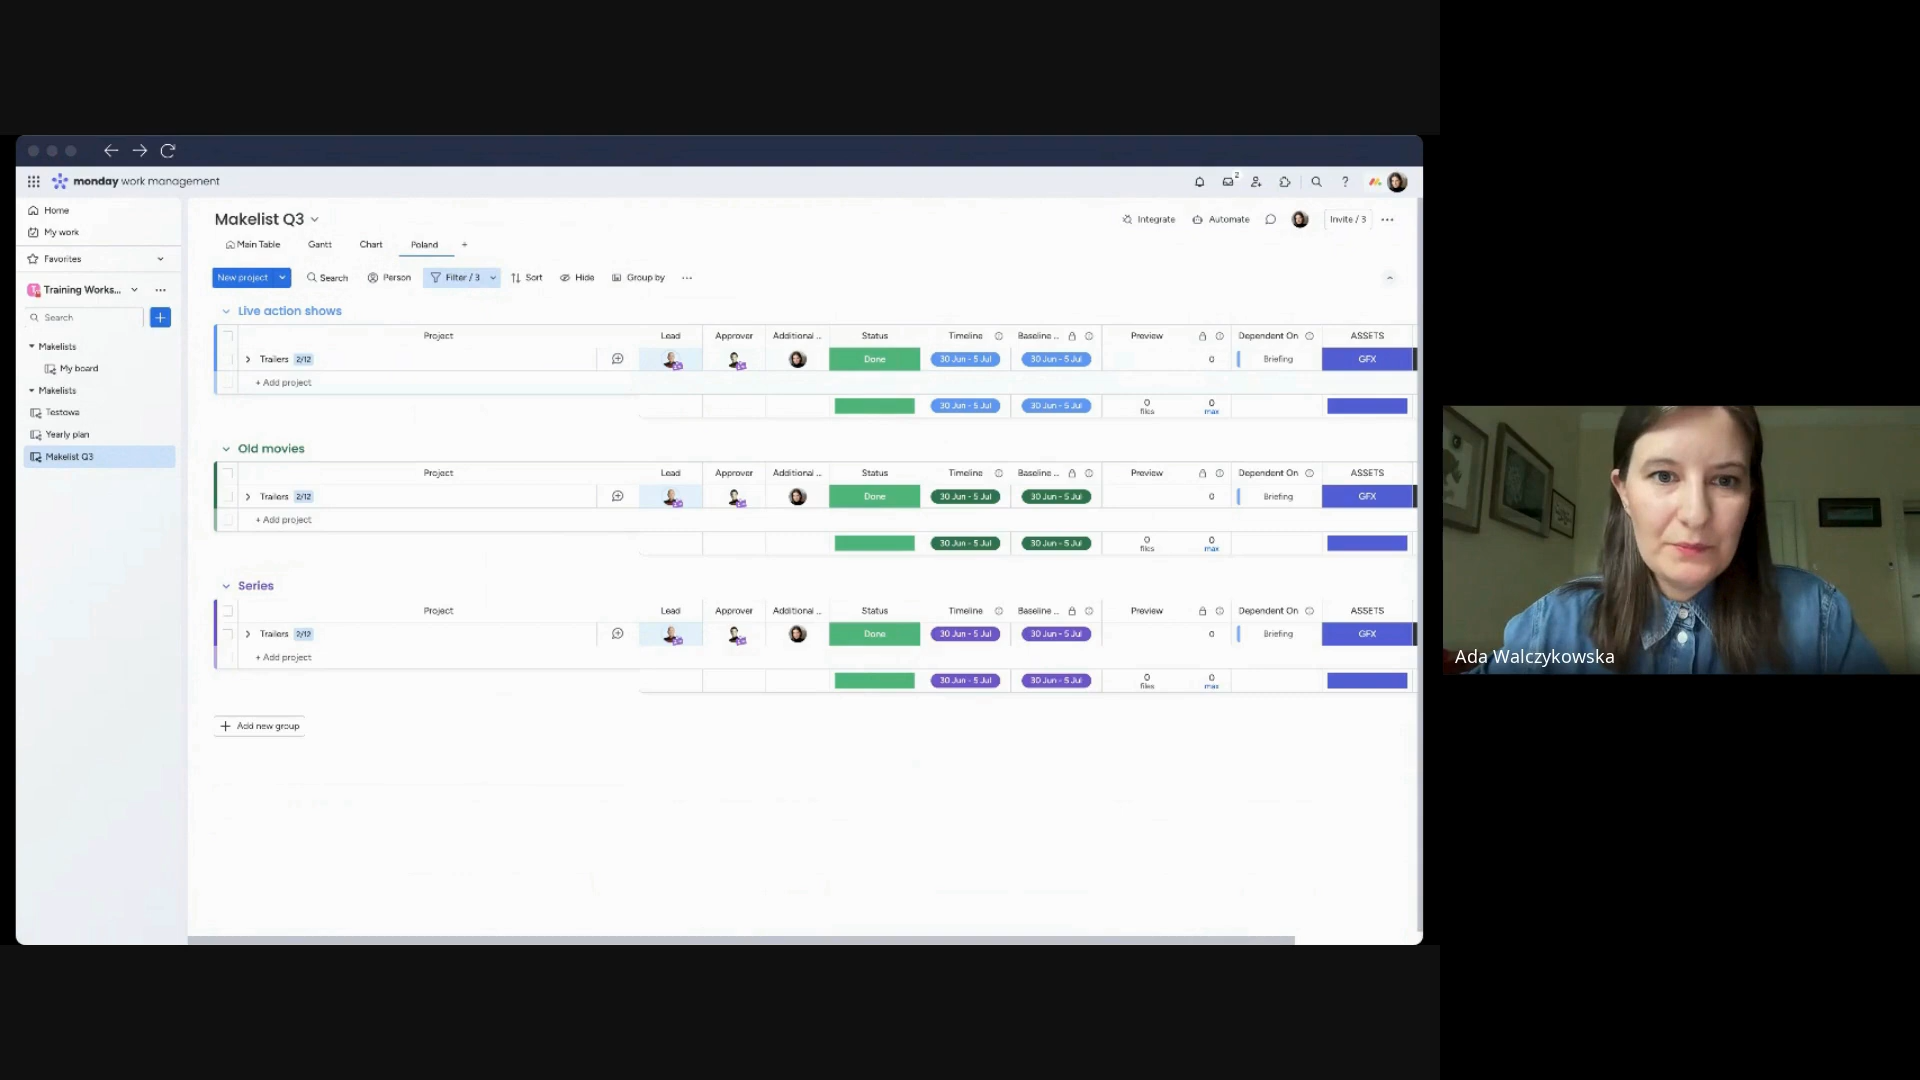 monday work management
2
Home
My work
Favorites
Training Works...
Search
Makelists
My board
Makelists
Testowa
Yearly plan
Makelist Q3
Makelist Q3
Integrate
Automate
Invite / 3
Main Table Gantt Chart Poland +
New project Search Person Filter / 3 Sort Hide Group by
Live action shows
Project Lead Approver Additional ... Status Timeline Baseline ... Preview Dependent On ASSETS
Trailers 2/12 Done 30 Jun - 5 Jul 30 Jun - 5 Jul 0 Briefing GFX
+ Add project
30 Jun - 5 Jul 30 Jun - 5 Jul 0 files 0 max
Old movies
Project Lead Approver Additional ... Status Timeline Baseline ... Preview Dependent On ASSETS
Trailers 2/12 Done 30 Jun - 5 Jul 30 Jun - 5 Jul 0 Briefing GFX
+ Add project
30 Jun - 5 Jul 30 Jun - 5 Jul 0 files 0 max
Series
Project Lead Approver Additional ... Status Timeline Baseline ... Preview Dependent On ASSETS
Trailers 2/12 Done 30 Jun - 5 Jul 30 Jun - 5 Jul 0 Briefing GFX
+ Add project
30 Jun - 5 Jul 30 Jun - 5 Jul 0 files 0 max
+ Add new group
Ada Walczykowska